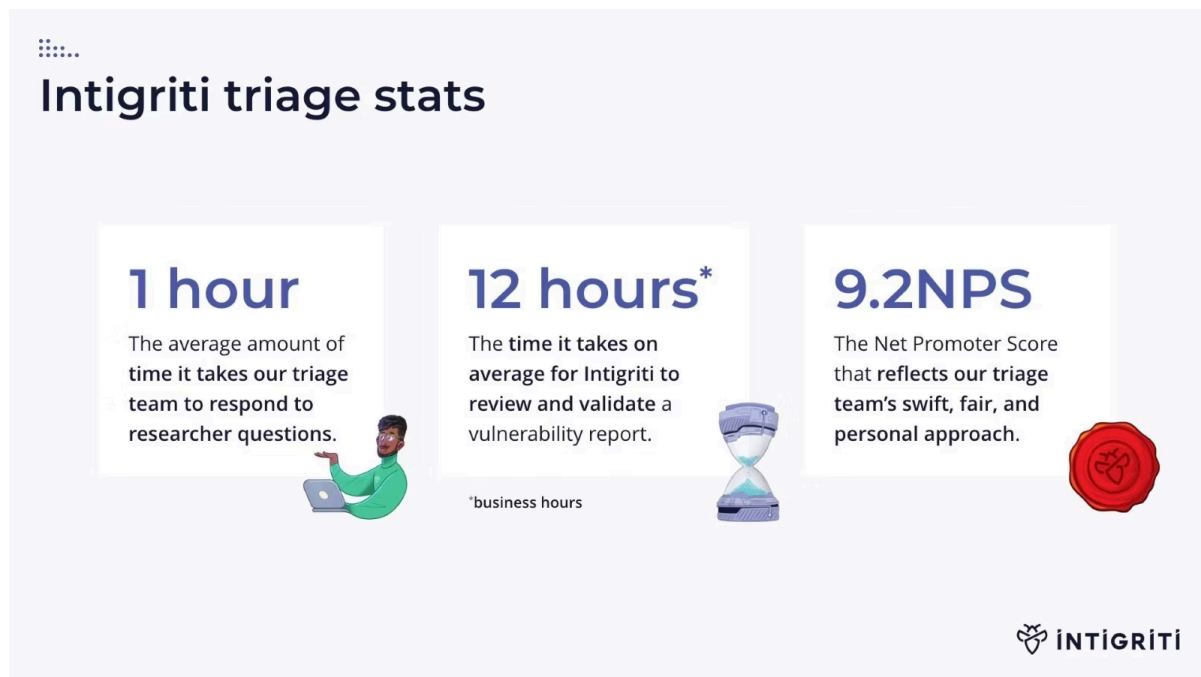 Intigriti triage stats
1 hour
The average amount of
time it takes our triage
team to respond to
researcher questions.
12 hours*
The time it takes on
average for Intigriti to
review and validate a
vulnerability report.
*business hours
9.2NPS
The Net Promoter Score
that reflects our triage
team’s swift, fair, and
personal approach.
INTIGRITI